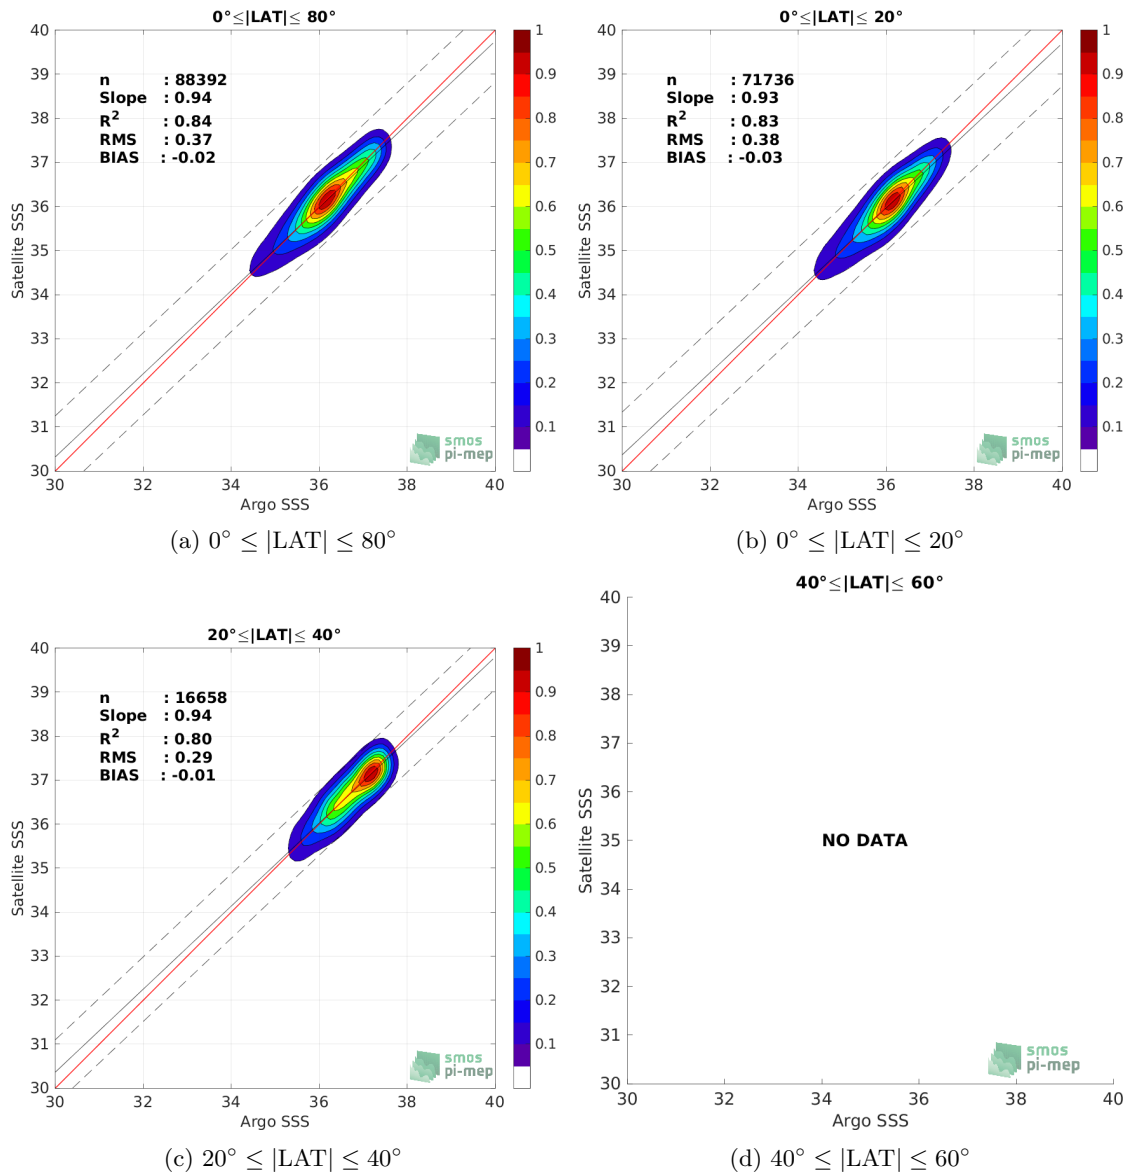 0°≤|LAT|≤ 80°
40
39
38
37
36
35
34
33
32
31
30
Satellite SSS
n : 88392
Slope : 0.94
R² : 0.84
RMS : 0.37
BIAS : -0.02
smos
pi-mep
30 32 34 36 38 40
Argo SSS
1
0.9
0.8
0.7
0.6
0.5
0.4
0.3
0.2
0.1
(a) 0° ≤ |LAT| ≤ 80°
0°≤|LAT|≤ 20°
40
39
38
37
36
35
34
33
32
31
30
Satellite SSS
n : 71736
Slope : 0.93
R² : 0.83
RMS : 0.38
BIAS : -0.03
smos
pi-mep
30 32 34 36 38 40
Argo SSS
1
0.9
0.8
0.7
0.6
0.5
0.4
0.3
0.2
0.1
(b) 0° ≤ |LAT| ≤ 20°
20°≤|LAT|≤ 40°
40
39
38
37
36
35
34
33
32
31
30
Satellite SSS
n : 16658
Slope : 0.94
R² : 0.80
RMS : 0.29
BIAS : -0.01
smos
pi-mep
30 32 34 36 38 40
Argo SSS
1
0.9
0.8
0.7
0.6
0.5
0.4
0.3
0.2
0.1
(c) 20° ≤ |LAT| ≤ 40°
40°≤|LAT|≤ 60°
40
39
38
37
36
35
34
33
32
31
30
Satellite SSS
NO DATA
smos
pi-mep
30 32 34 36 38 40
Argo SSS
(d) 40° ≤ |LAT| ≤ 60°